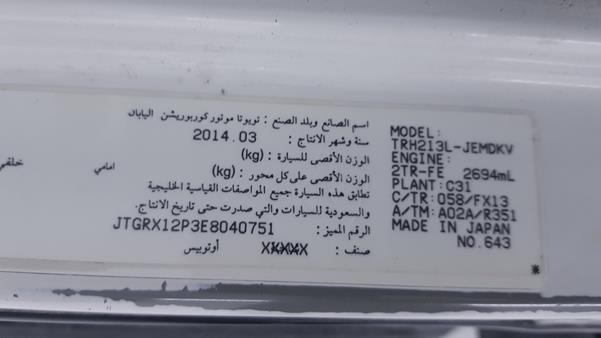 اسم الصانع وبلد الصنع : تويوتا موتور كوربوريشن اليابان
سنة وشهر الانتاج : 2014.03
الوزن الأقصى للسيارة : (kg)
الوزن الأقصى على كل محور : (kg) امامي خلفي
تطابق هذه السيارة جميع المواصفات القياسية الخليجية
والسعودية للسيارات والتي صدرت حتى تاريخ الانتاج.
الرقم المميز : JTGRX12P3E8040751
صنف : XXXXX أوتوبيس
MODEL:
TRH213L-JEMDKV
ENGINE:
2TR-FE 2694mL
PLANT: C31
C/TR: 058/FX13
A/TM: A02A/R351
MADE IN JAPAN
NO. 643
*